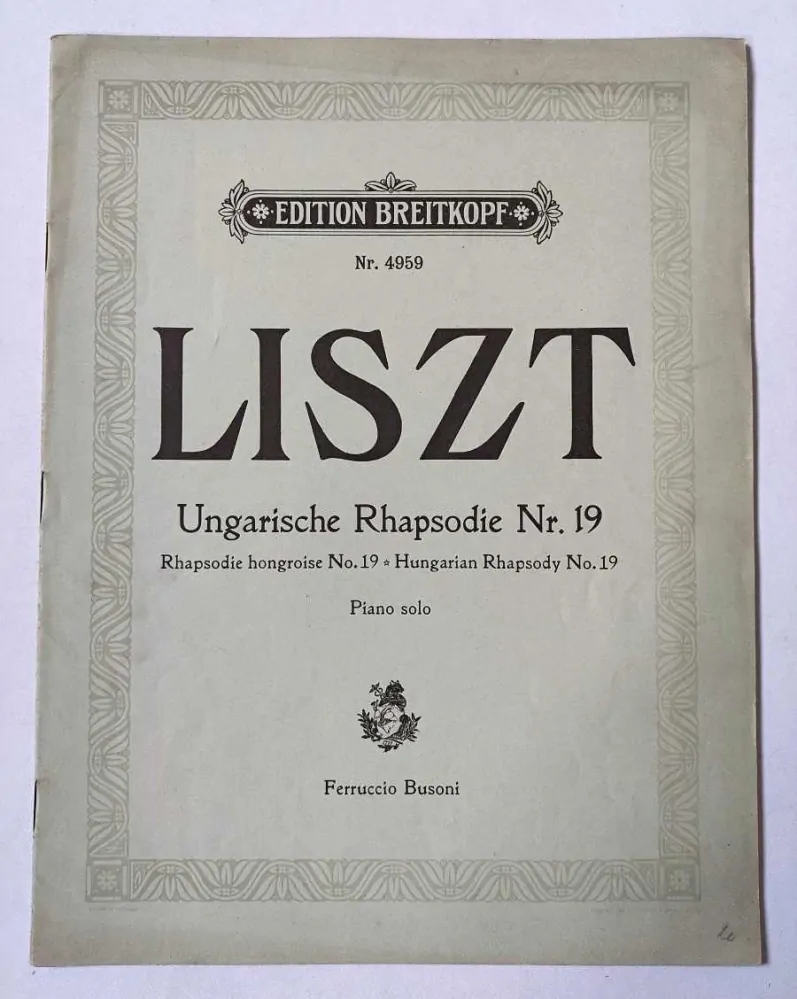 EDITION BREITKOPF
Nr. 4959
LISZT
Ungarische Rhapsodie Nr. 19
Rhapsodie hongroise No. 19 ☆ Hungarian Rhapsody No. 19
Piano solo
Ferruccio Busoni